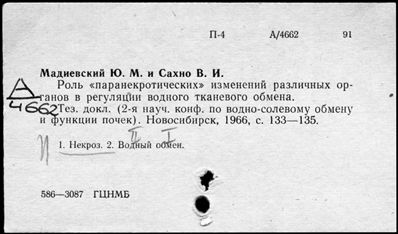 П-4 А/4662 91
Мадиевский Ю. М. и Сахно В. И.
Роль «паранекротических» изменений различных ор-
ганов в регуляции водного тканевого обмена.
А
4662
Тез. докл. (2-я науч. конф. по водно-солевому обмену
и функции почек). Новосибирск, 1966, с. 133—135.
II I
1. Некроз. 2. Водный обмен.
586—3087 ГЦНМБ